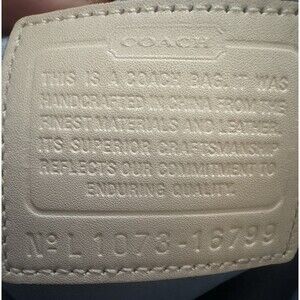 COACH
THIS IS A COACH BAG. IT WAS
HANDCRAFTED IN CHINA FROM THE
FINEST MATERIALS AND LEATHER.
ITS SUPERIOR CRAFTSMANSHIP
REFLECTS OUR COMMITMENT TO
ENDURING QUALITY.
No L1073-16799